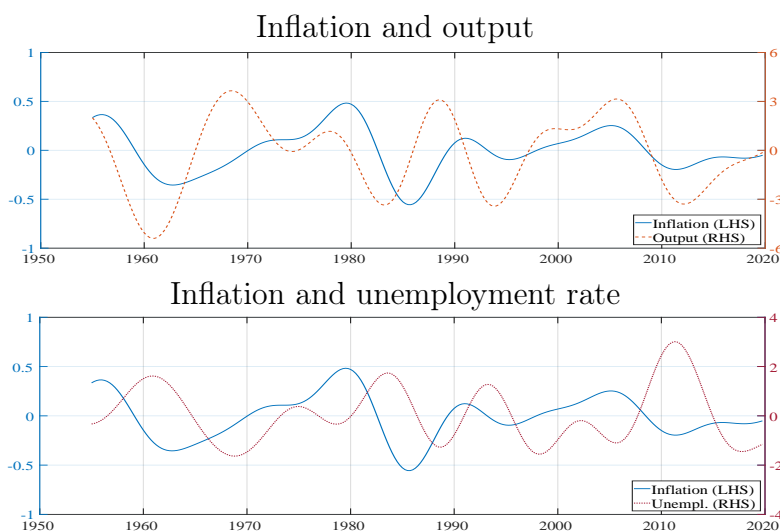 Inflation and output
1
0.5
0
-0.5
-1
6
3
0
-3
-6
Inflation (LHS)
Output (RHS)
1950 1960 1970 1980 1990 2000 2010 2020
Inflation and unemployment rate
1
0.5
0
-0.5
-1
4
2
0
-2
-4
Inflation (LHS)
Unempl. (RHS)
1950 1960 1970 1980 1990 2000 2010 2020